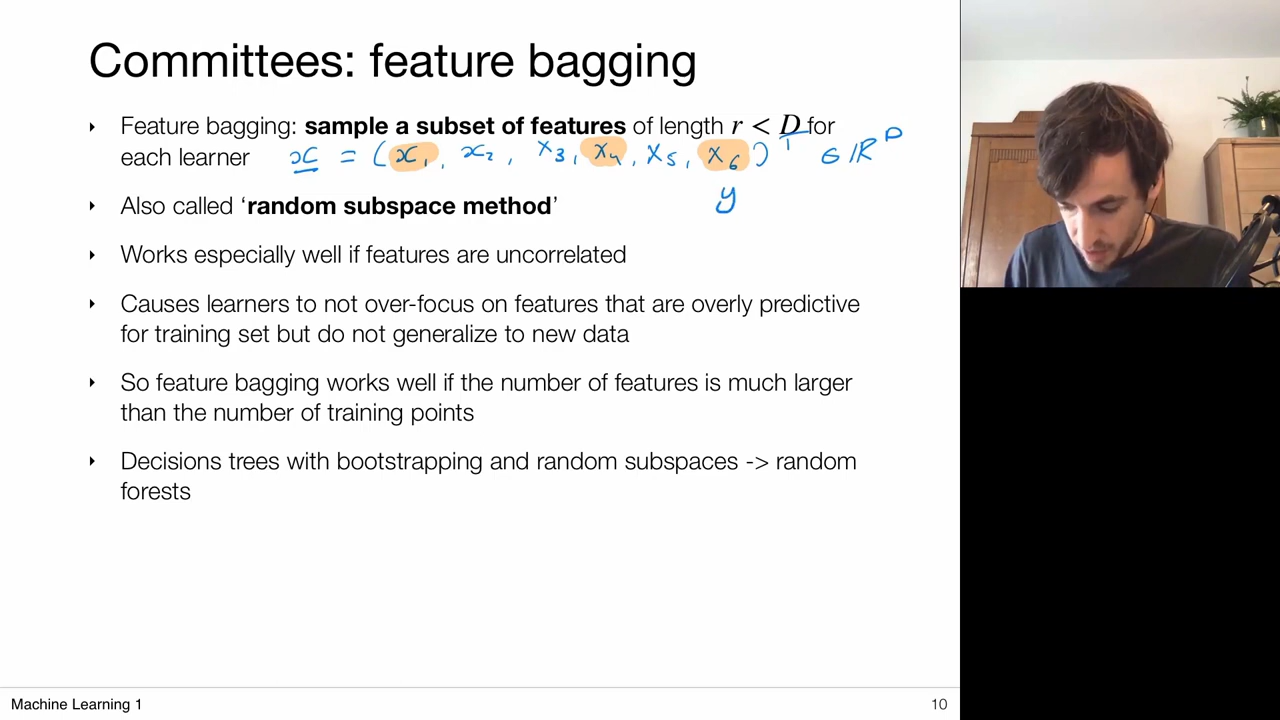 Committees: feature bagging
‣ Feature bagging: sample a subset of features of length r < D for
each learner x = (x₁, x₂, x₃, x₄, x₅, x₆)ᵀ ∈ ℝᴰ
‣ Also called ‘random subspace method’ y
‣ Works especially well if features are uncorrelated
‣ Causes learners to not over-focus on features that are overly predictive
for training set but do not generalize to new data
‣ So feature bagging works well if the number of features is much larger
than the number of training points
‣ Decisions trees with bootstrapping and random subspaces -> random
forests
Machine Learning 1 10